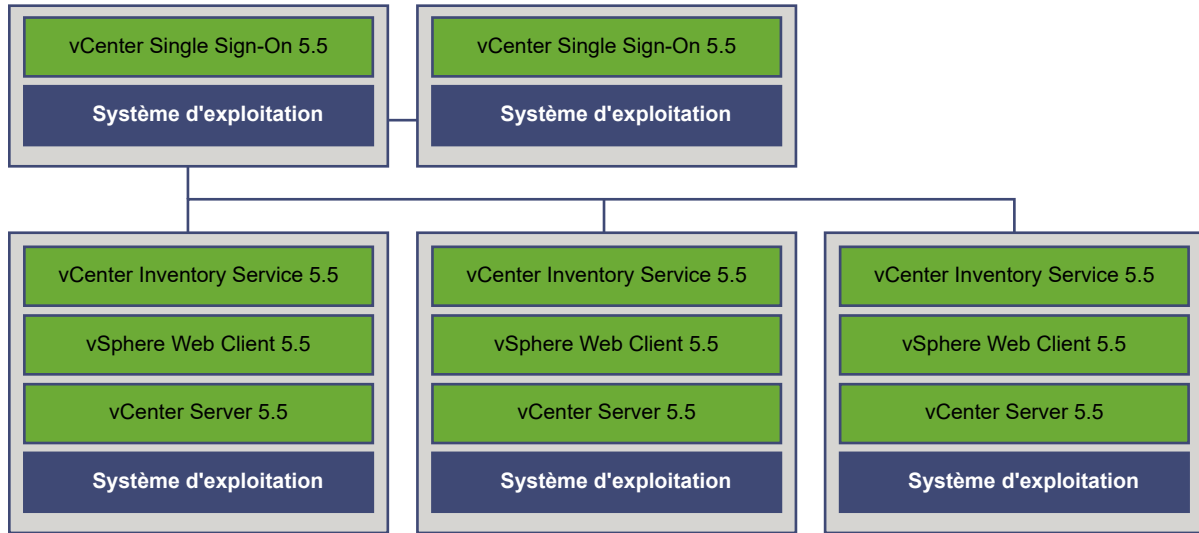 vCenter Single Sign-On 5.5
Système d'exploitation
vCenter Single Sign-On 5.5
Système d'exploitation
vCenter Inventory Service 5.5
vSphere Web Client 5.5
vCenter Server 5.5
Système d'exploitation
vCenter Inventory Service 5.5
vSphere Web Client 5.5
vCenter Server 5.5
Système d'exploitation
vCenter Inventory Service 5.5
vSphere Web Client 5.5
vCenter Server 5.5
Système d'exploitation